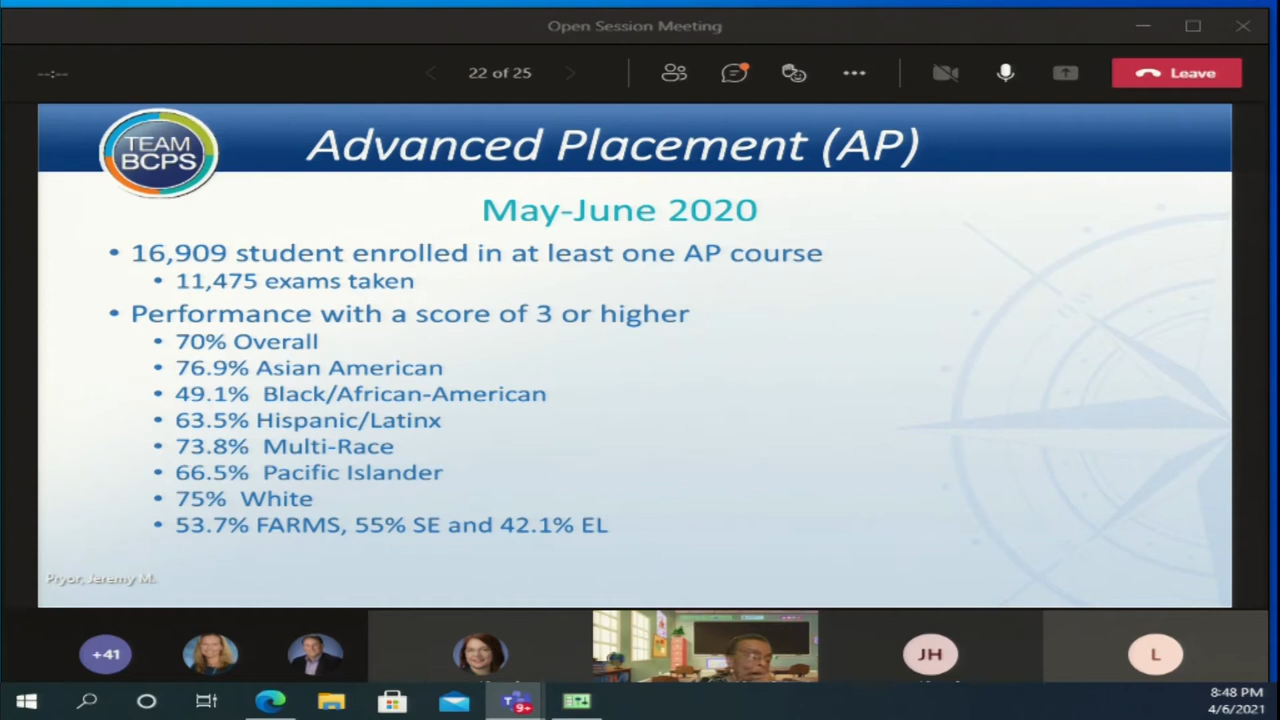 Open Session Meeting
--:--
22 of 25
Leave
TEAM
BCPS
Advanced Placement (AP)
May-June 2020
• 16,909 student enrolled in at least one AP course
• 11,475 exams taken
• Performance with a score of 3 or higher
• 70% Overall
• 76.9% Asian American
• 49.1% Black/African-American
• 63.5% Hispanic/Latinx
• 73.8% Multi-Race
• 66.5% Pacific Islander
• 75% White
• 53.7% FARMS, 55% SE and 42.1% EL
Pryor, Jeremy M.
+41
JH
L
T
9+
8:48 PM
4/6/2021